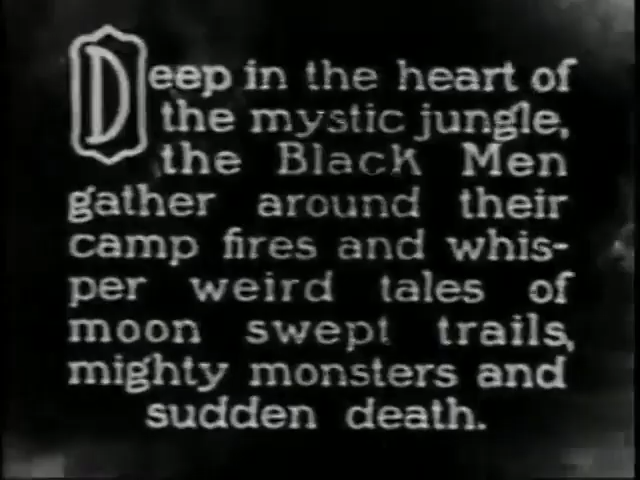 Deep in the heart of
the mystic jungle,
the Black Men
gather around their
camp fires and whis-
per weird tales of
moon swept trails,
mighty monsters and
sudden death.